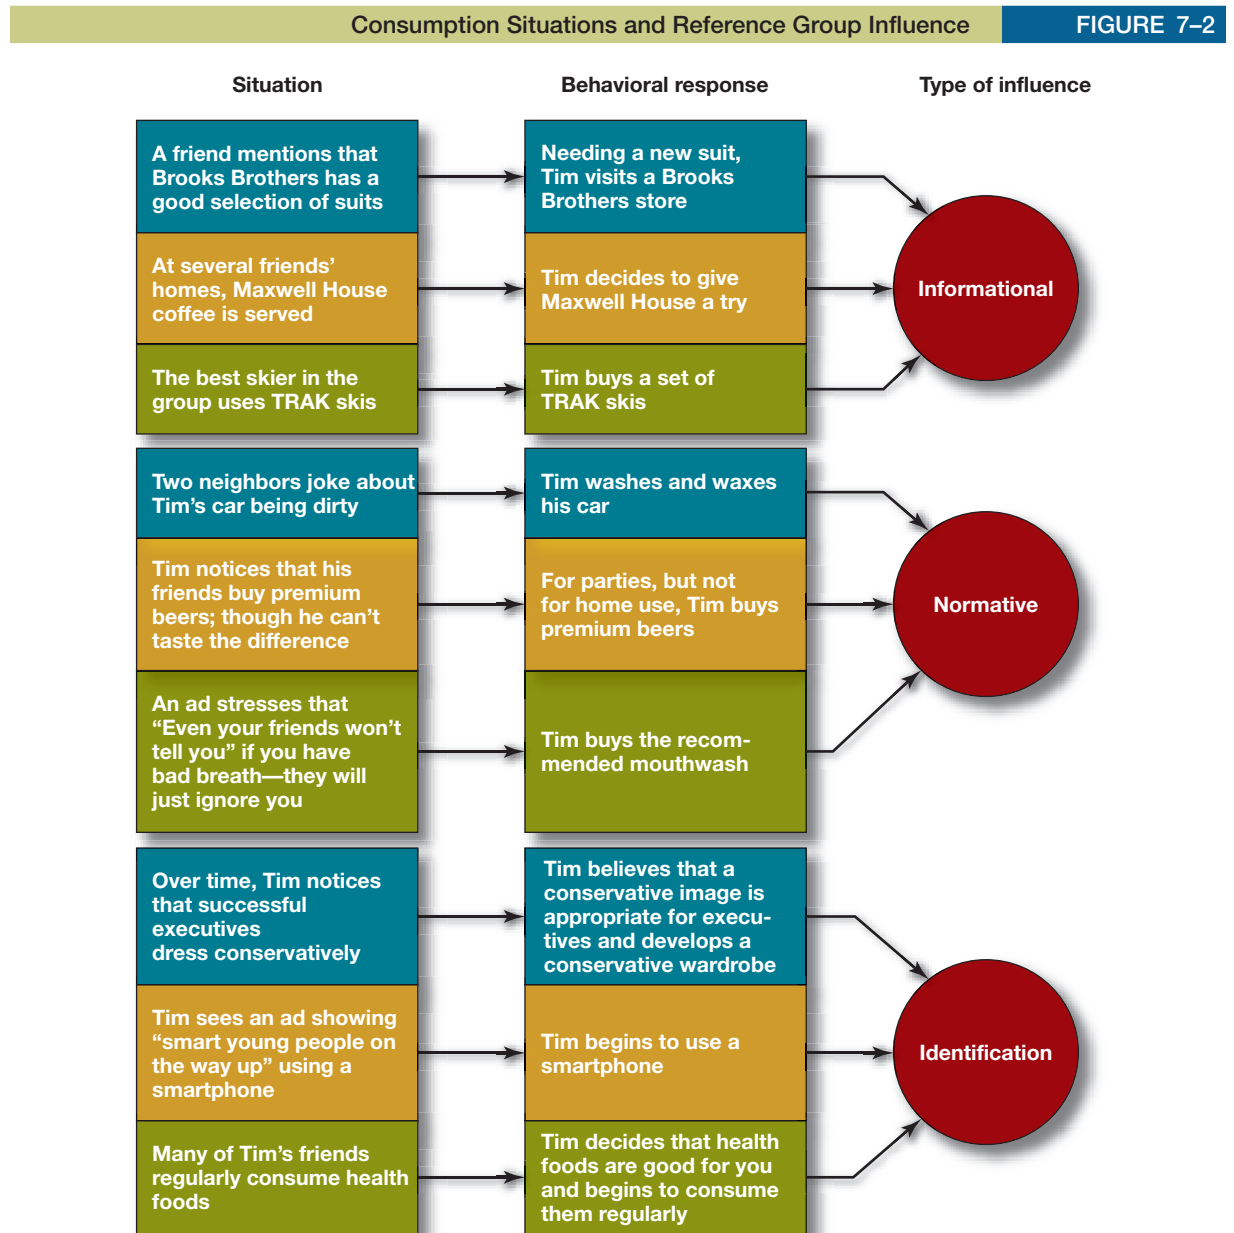 Consumption Situations and Reference Group Influence
FIGURE 7–2
Situation
Behavioral response
Type of influence
A friend mentions that
Brooks Brothers has a
good selection of suits
Needing a new suit,
Tim visits a Brooks
Brothers store
At several friends'
homes, Maxwell House
coffee is served
Tim decides to give
Maxwell House a try
Informational
The best skier in the
group uses TRAK skis
Tim buys a set of
TRAK skis
Two neighbors joke about
Tim's car being dirty
Tim washes and waxes
his car
Tim notices that his
friends buy premium
beers; though he can't
taste the difference
For parties, but not
for home use, Tim buys
premium beers
Normative
An ad stresses that
"Even your friends won't
tell you" if you have
bad breath—they will
just ignore you
Tim buys the recom-
mended mouthwash
Over time, Tim notices
that successful
executives
dress conservatively
Tim believes that a
conservative image is
appropriate for execu-
tives and develops a
conservative wardrobe
Tim sees an ad showing
"smart young people on
the way up" using a
smartphone
Tim begins to use a
smartphone
Identification
Many of Tim's friends
regularly consume health
foods
Tim decides that health
foods are good for you
and begins to consume
them regularly